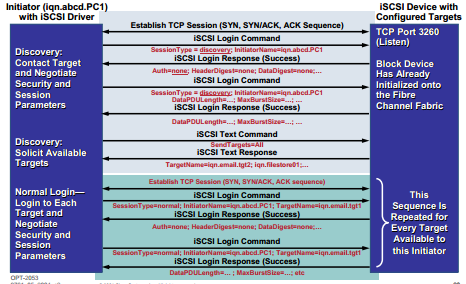 Initiator (iqn.abcd.PC1)
with iSCSI Driver
iSCSI Device with
Configured Targets
Discovery:
Contact Target
and Negotiate
Security and
Session
Parameters
Discovery:
Solicit Available
Targets
Normal Login—
Login to Each
Target and
Negotiate
Security and
Session
Parameters
Establish TCP Session (SYN, SYN/ACK, ACK Sequence)
iSCSI Login Command
SessionType = discovery; InitiatorName=iqn.abcd.PC1
iSCSI Login Response (Success)
Auth=none; HeaderDigest=none; DataDigest=none;...
iSCSI Login Command
SessionType = discovery; InitiatorName=iqn.abcd.PC1
DataPDULength=...; MaxBurstSize=...; ...
iSCSI Login Response (Success)
DataPDULength=...; MaxBurstSize=...; ...
iSCSI Text Command
SendTargets=All
iSCSI Text Response
TargetName=iqn.email.tgt2; iqn.filestore01;...
Establish TCP Session (SYN, SYN/ACK, ACK sequence)
iSCSI Login Command
SessionType=normal; InitiatorName=iqn.abcd.PC1; TargetName=iqn.email.tgt1
iSCSI Login Response (Success)
Auth=none; HeaderDigest=none; DataDigest=none;...
iSCSI Login Command
SessionType=normal; InitiatorName=iqn.abcd.PC1; TargetName=iqn.email.tgt1
iSCSI Login Response (Success)
DataPDULength=... ; MaxBurstSize=...; etc
TCP Port 3260
(Listen)
Block Device
Has Already
Initialized onto
the Fibre
Channel Fabric
This
Sequence Is
Repeated for
Every Target
Available to
this Initiator
OPT-2053